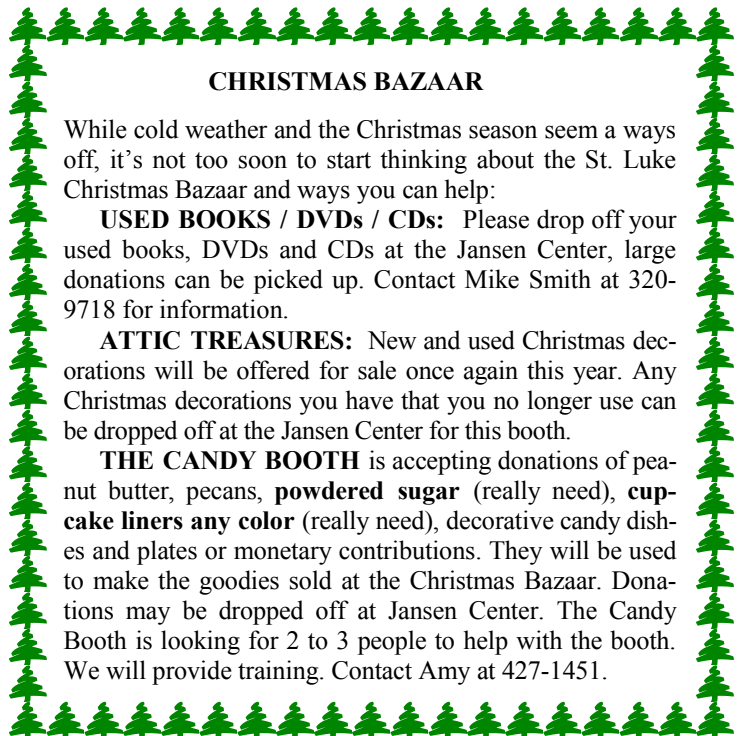 CHRISTMAS BAZAAR
While cold weather and the Christmas season seem a ways
off, it’s not too soon to start thinking about the St. Luke
Christmas Bazaar and ways you can help:
USED BOOKS / DVDs / CDs: Please drop off your
used books, DVDs and CDs at the Jansen Center, large
donations can be picked up. Contact Mike Smith at 320-
9718 for information.
ATTIC TREASURES: New and used Christmas dec-
orations will be offered for sale once again this year. Any
Christmas decorations you have that you no longer use can
be dropped off at the Jansen Center for this booth.
THE CANDY BOOTH is accepting donations of pea-
nut butter, pecans, powdered sugar (really need), cup-
cake liners any color (really need), decorative candy dish-
es and plates or monetary contributions. They will be used
to make the goodies sold at the Christmas Bazaar. Dona-
tions may be dropped off at Jansen Center. The Candy
Booth is looking for 2 to 3 people to help with the booth.
We will provide training. Contact Amy at 427-1451.